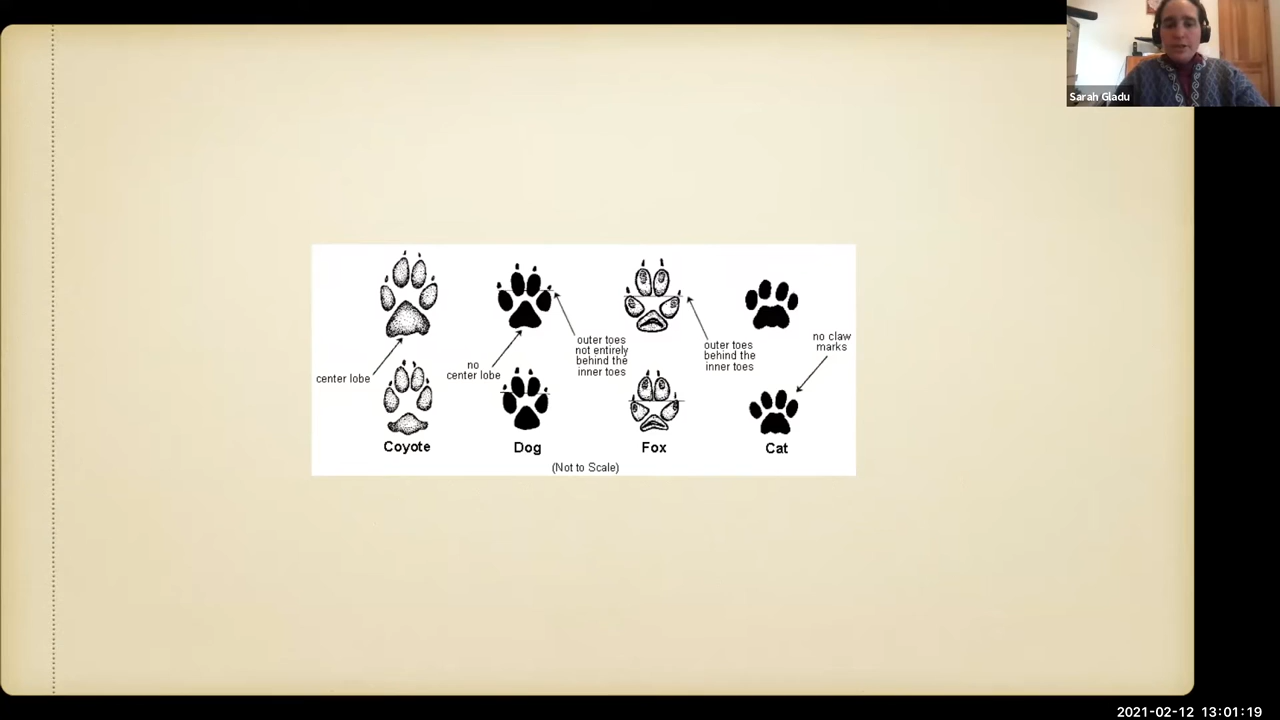 Sarah Gladu
no claw
marks
outer toes
not entirely
behind the
inner toes
outer toes
behind the
inner toes
center lobe
no
center lobe
Coyote
Dog
Fox
Cat
(Not to Scale)
2021-02-12 13:01:19